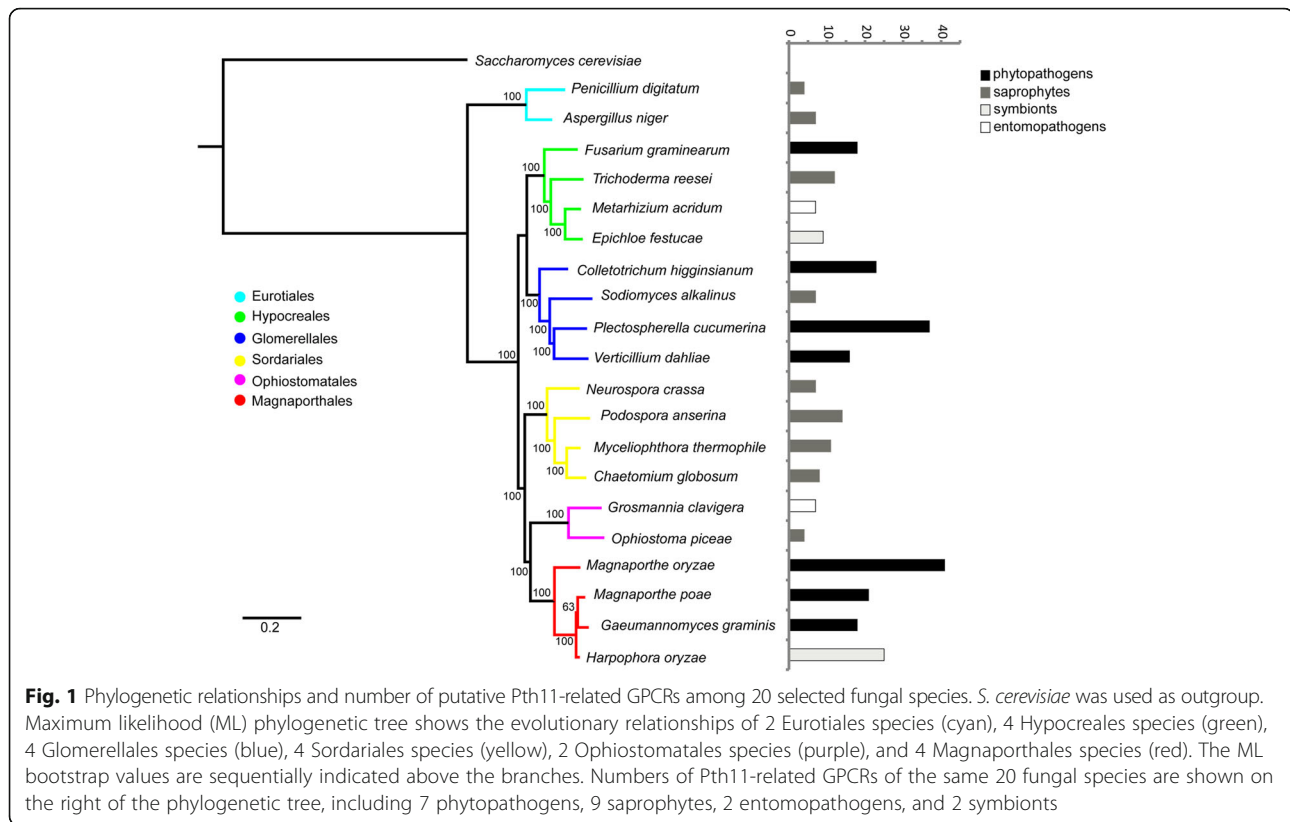 0 10 20 30 40
Saccharomyces cerevisiae
phytopathogens
saprophytes
symbionts
entomopathogens
100
Penicillium digitatum
Aspergillus niger
100
Fusarium graminearum
Trichoderma reesei
100
Metarhizium acridum
100
Epichloe festucae
Colletotrichum higginsianum
100
Sodiomyces alkalinus
100
Plectospherella cucumerina
100
Verticillium dahliae
100
Eurotiales
Hypocreales
Glomerellales
Sordariales
Ophiostomatales
Magnaporthales
100
Neurospora crassa
Podospora anserina
100
Myceliophthora thermophile
100
Chaetomium globosum
100
100
Grosmannia clavigera
Ophiostoma piceae
100
100
Magnaporthe oryzae
63
Magnaporthe poae
Gaeumannomyces graminis
100
Harpophora oryzae
0.2
Fig. 1 Phylogenetic relationships and number of putative Pth11-related GPCRs among 20 selected fungal species. S. cerevisiae was used as outgroup.
Maximum likelihood (ML) phylogenetic tree shows the evolutionary relationships of 2 Eurotiales species (cyan), 4 Hypocreales species (green),
4 Glomerellales species (blue), 4 Sordariales species (yellow), 2 Ophiostomatales species (purple), and 4 Magnaporthales species (red). The ML
bootstrap values are sequentially indicated above the branches. Numbers of Pth11-related GPCRs of the same 20 fungal species are shown on
the right of the phylogenetic tree, including 7 phytopathogens, 9 saprophytes, 2 entomopathogens, and 2 symbionts